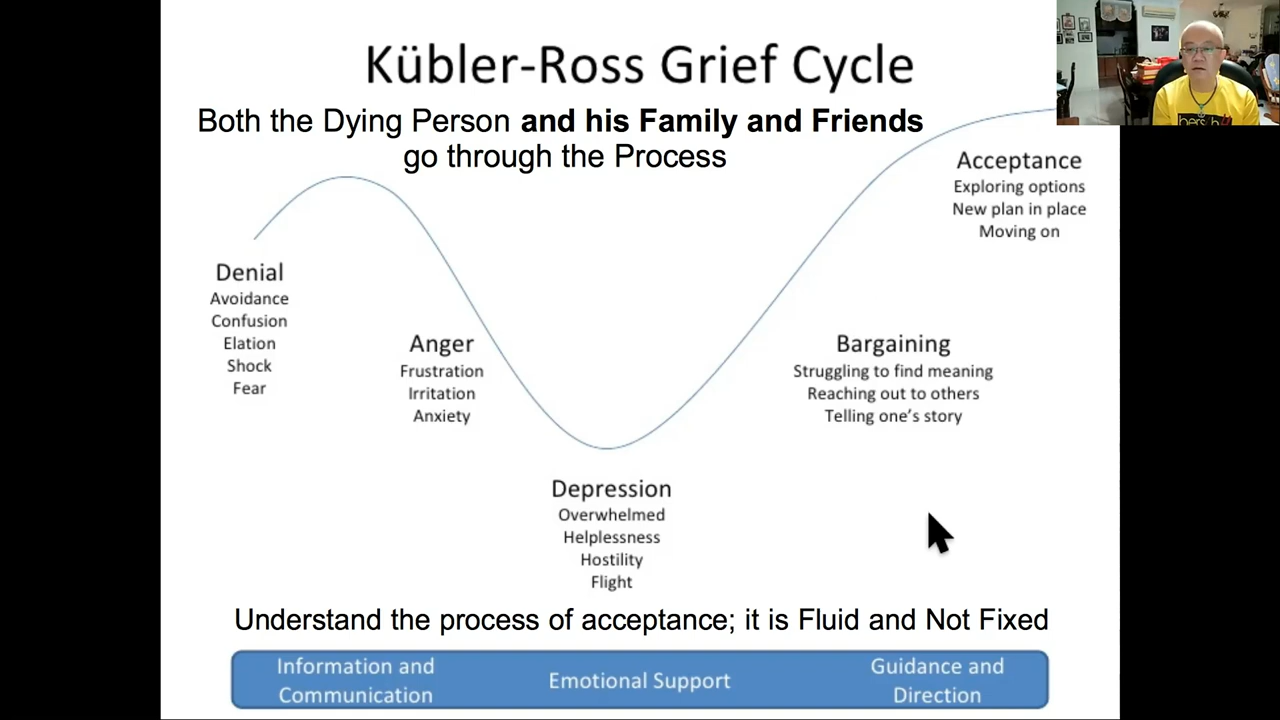 Kübler-Ross Grief Cycle
Both the Dying Person and his Family and Friends
go through the Process
Denial
Avoidance
Confusion
Elation
Shock
Fear
Anger
Frustration
Irritation
Anxiety
Depression
Overwhelmed
Helplessness
Hostility
Flight
Bargaining
Struggling to find meaning
Reaching out to others
Telling one's story
Acceptance
Exploring options
New plan in place
Moving on
Understand the process of acceptance; it is Fluid and Not Fixed
Information and
Communication
Emotional Support
Guidance and
Direction